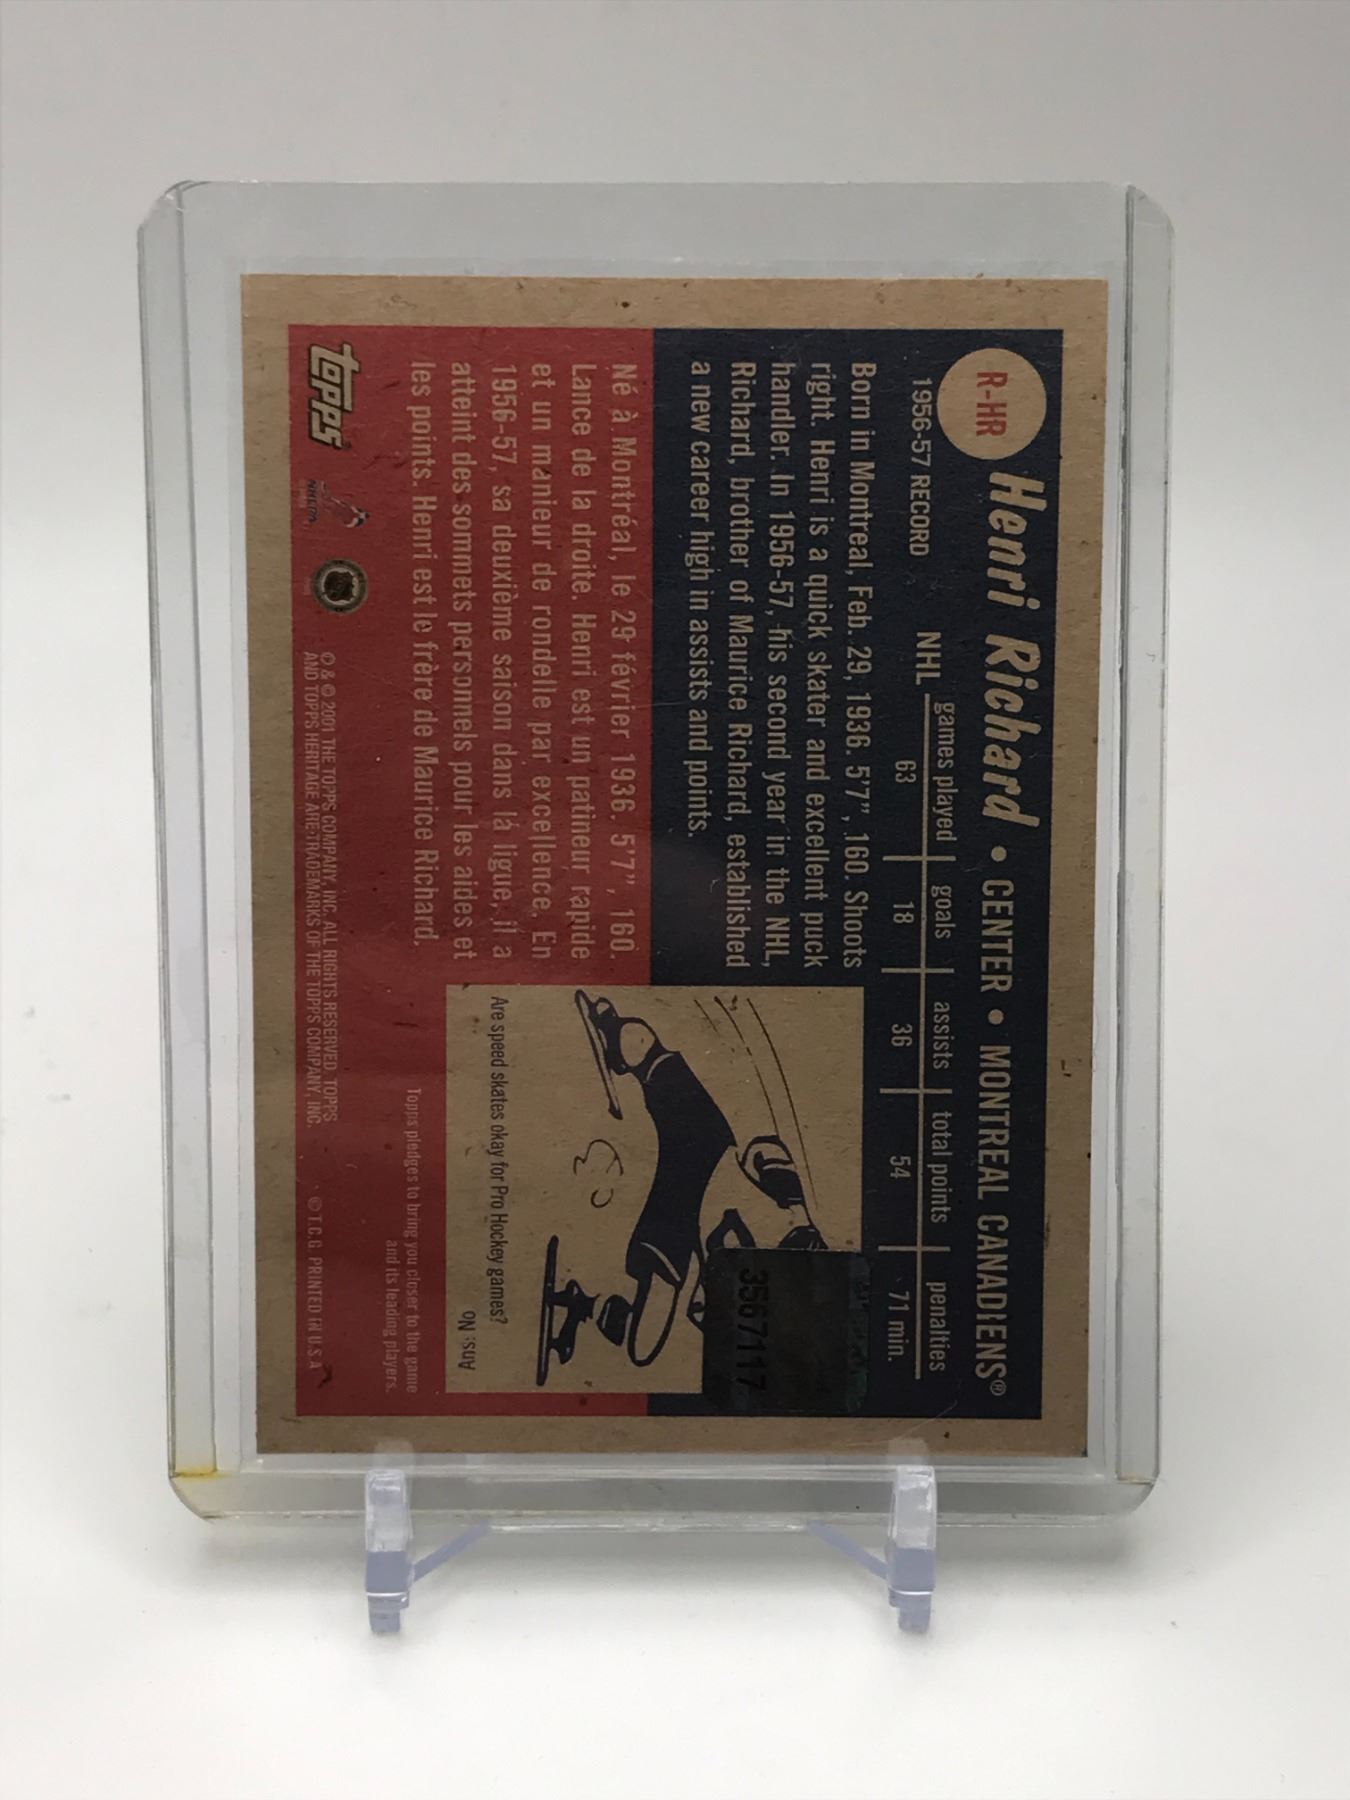 R-HR
Henri Richard • CENTER • MONTREAL CANADIENS®
1956-57 RECORD
games played goals assists total points penalties
NHL 63 18 36 54 71 min.
Born in Montreal, Feb. 29, 1936. 5'7", 160. Shoots
right. Henri is a quick skater and excellent puck
handler. In 1956-57, his second year in the NHL,
Richard, brother of Maurice Richard, established
a new career high in assists and points.
Né à Montréal, le 29 février 1936. 5'7", 160.
Lance de la droite. Henri est un patineur rapide
et un manieur de rondelle par excellence. En
1956-57, sa deuxième saison dans la ligue, il a
atteint des sommets personnels pour les aides et
les points. Henri est le frère de Maurice Richard.
3567117
Are speed skates okay for Pro Hockey games?
Ans: No
Topps pledges to bring you closer to the game
and its leading players.
topps
NHLPA
© & ® 2001 THE TOPPS COMPANY, INC. ALL RIGHTS RESERVED. TOPPS
AND TOPPS HERITAGE ARE TRADEMARKS OF THE TOPPS COMPANY, INC.
© T.C.G. PRINTED IN U.S.A